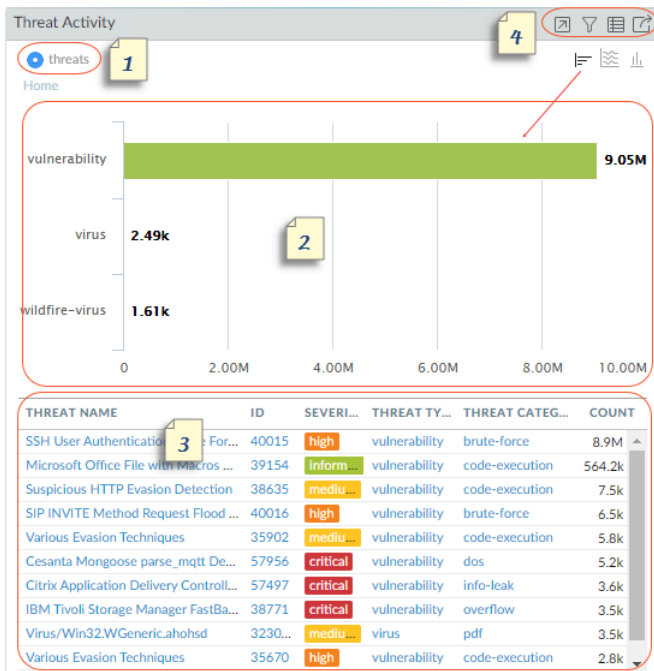 Threat Activity
4
threats
1
Home
vulnerability 9.05M
virus 2.49k
2
wildfire-virus 1.61k
0 2.00M 4.00M 6.00M 8.00M 10.00M
THREAT NAME ID SEVERI... THREAT TY... THREAT CATEG... COUNT
3
SSH User Authentication For... 40015 high vulnerability brute-force 8.9M
Microsoft Office File with Macros ... 39154 inform... vulnerability code-execution 564.2k
Suspicious HTTP Evasion Detection 38635 mediu... vulnerability code-execution 7.5k
SIP INVITE Method Request Flood ... 40016 high vulnerability brute-force 6.5k
Various Evasion Techniques 35902 mediu... vulnerability code-execution 5.8k
Cesanta Mongoose parse_mqtt De... 57956 critical vulnerability dos 5.2k
Citrix Application Delivery Controll... 57497 critical vulnerability info-leak 3.6k
IBM Tivoli Storage Manager FastBa... 38771 critical vulnerability overflow 3.5k
Virus/Win32.WGeneric.ahohsd 3230... mediu... virus pdf 3.5k
Various Evasion Techniques 35670 high vulnerability code-execution 2.8k